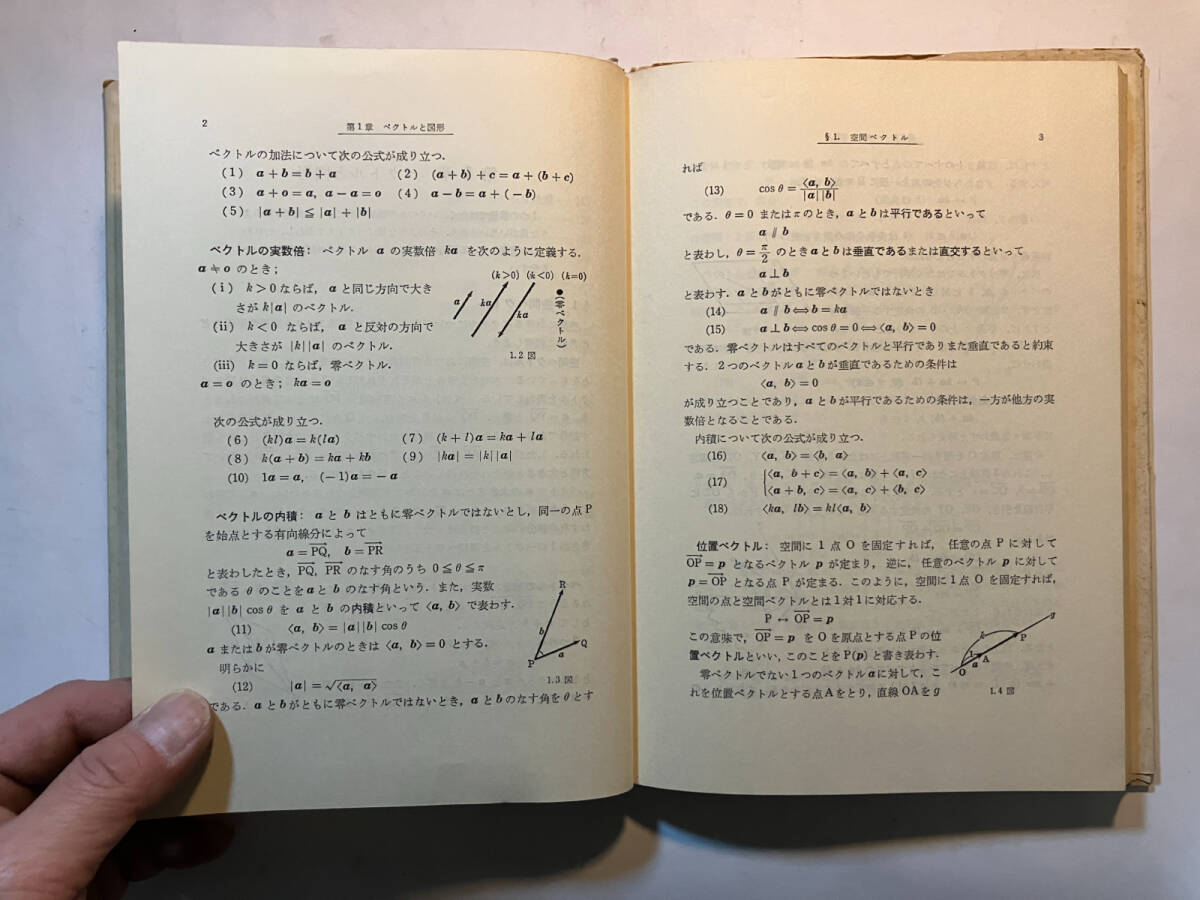 2
第1章 ベクトルと図形
ベクトルの加法について次の公式が成り立つ.
(1) a+b=b+a (2) (a+b)+c=a+(b+c)
(3) a+o=a, a-a=o (4) a-b=a+(-b)
(5) |a+b|≦|a|+|b|
ベクトルの実数倍: ベクトル a の実数倍 ka を次のように定義する.
a≠o のとき;
(i) k>0 ならば, a と同じ方向で大き
さが k|a| のベクトル.
(ii) k<0 ならば, a と反対の方向で
大きさが |k||a| のベクトル.
(iii) k=0 ならば, 零ベクトル.
a=o のとき; ka=o
(k>0) (k<0) (k=0)
a ka ka
(零ベクトル)
1.2 図
次の公式が成り立つ.
(6) (kl)a=k(la) (7) (k+l)a=ka+la
(8) k(a+b)=ka+kb (9) |ka|=|k||a|
(10) 1a=a, (-1)a=-a
ベクトルの内積: a と b はともに零ベクトルではないとし, 同一の点 P
を始点とする有向線分によって
a=PQ→, b=PR→
と表わしたとき, PQ→, PR→ のなす角のうち 0≦θ≦π
である θ のことを a と b のなす角という. また, 実数
|a||b|cosθ を a と b の内積といって ⟨a, b⟩ で表わす.
(11) ⟨a, b⟩=|a||b|cosθ
a または b が零ベクトルのときは ⟨a, b⟩=0 とする.
明らかに
(12) |a|=√⟨a, a⟩
である. a と b がともに零ベクトルではないとき, a と b のなす角を θ とす
R
b
Q
P a
1.3 図
§1. 空間ベクトル
3
れば
(13) cosθ=⟨a, b⟩/|a||b|
である. θ=0 または π のとき, a と b は平行であるといって
a∥b
と表わし, θ=π/2 のとき a と b は垂直であるまたは直交するといって
a⊥b
と表わす. a と b がともに零ベクトルではないとき
(14) a∥b⟺b=ka
(15) a⊥b⟺cosθ=0⟺⟨a, b⟩=0
である. 零ベクトルはすべてのベクトルと平行でありまた垂直であると約束
する. 2つのベクトル a と b が垂直であるための条件は
⟨a, b⟩=0
が成り立つことであり, a と b が平行であるための条件は, 一方が他方の実
数倍となることである.
内積について次の公式が成り立つ.
(16) ⟨a, b⟩=⟨b, a⟩
(17) {⟨a, b+c⟩=⟨a, b⟩+⟨a, c⟩
⟨a+b, c⟩=⟨a, c⟩+⟨b, c⟩
(18) ⟨ka, lb⟩=kl⟨a, b⟩
位置ベクトル: 空間に 1 点 O を固定すれば, 任意の点 P に対して
OP→=p となるベクトル p が定まり, 逆に, 任意のベクトル p に対して
p=OP→ となる点 P が定まる. このように, 空間に1点 O を固定すれば,
空間の点と空間ベクトルとは1対1に対応する.
P↔OP→=p
この意味で, OP→=p を O を原点とする点 P の位
置ベクトルといい, このことを P(p) と書き表わす.
零ベクトルでない1つのベクトル a に対して, こ
れを位置ベクトルとする点 A をとり, 直線 OA を g
g
P
t
1
A
a
O
1.4 図